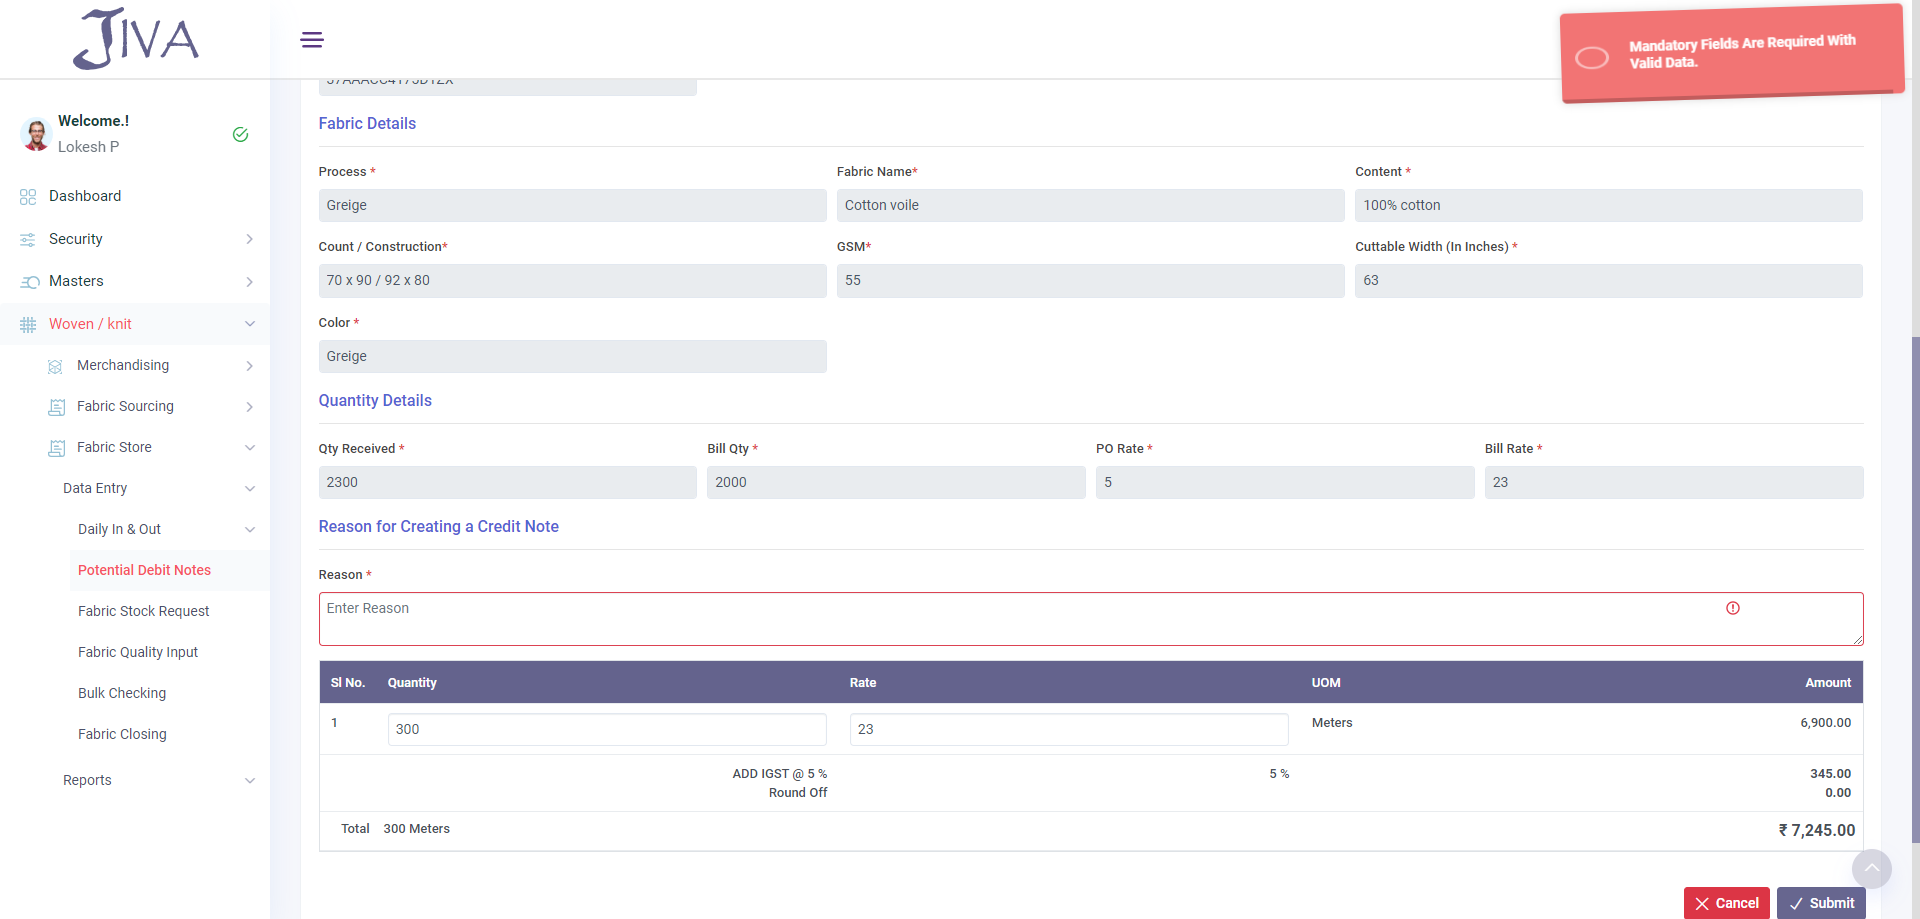 JIVA
Mandatory Fields Are Required With
Valid Data.
Welcome.!
Lokesh P
Dashboard
Security
Masters
Woven / knit
Merchandising
Fabric Sourcing
Fabric Store
Data Entry
Daily In & Out
Potential Debit Notes
Fabric Stock Request
Fabric Quality Input
Bulk Checking
Fabric Closing
Reports
Fabric Details
Process * Fabric Name* Content *
Greige Cotton voile 100% cotton
Count / Construction* GSM* Cuttable Width (In Inches) *
70 x 90 / 92 x 80 55 63
Color *
Greige
Quantity Details
Qty Received * Bill Qty * PO Rate * Bill Rate *
2300 2000 5 23
Reason for Creating a Credit Note
Reason *
Enter Reason
Sl No. Quantity Rate UOM Amount
1 300 23 Meters 6,900.00
ADD IGST @ 5 % 5 % 345.00
Round Off 0.00
Total 300 Meters ₹ 7,245.00
Cancel Submit